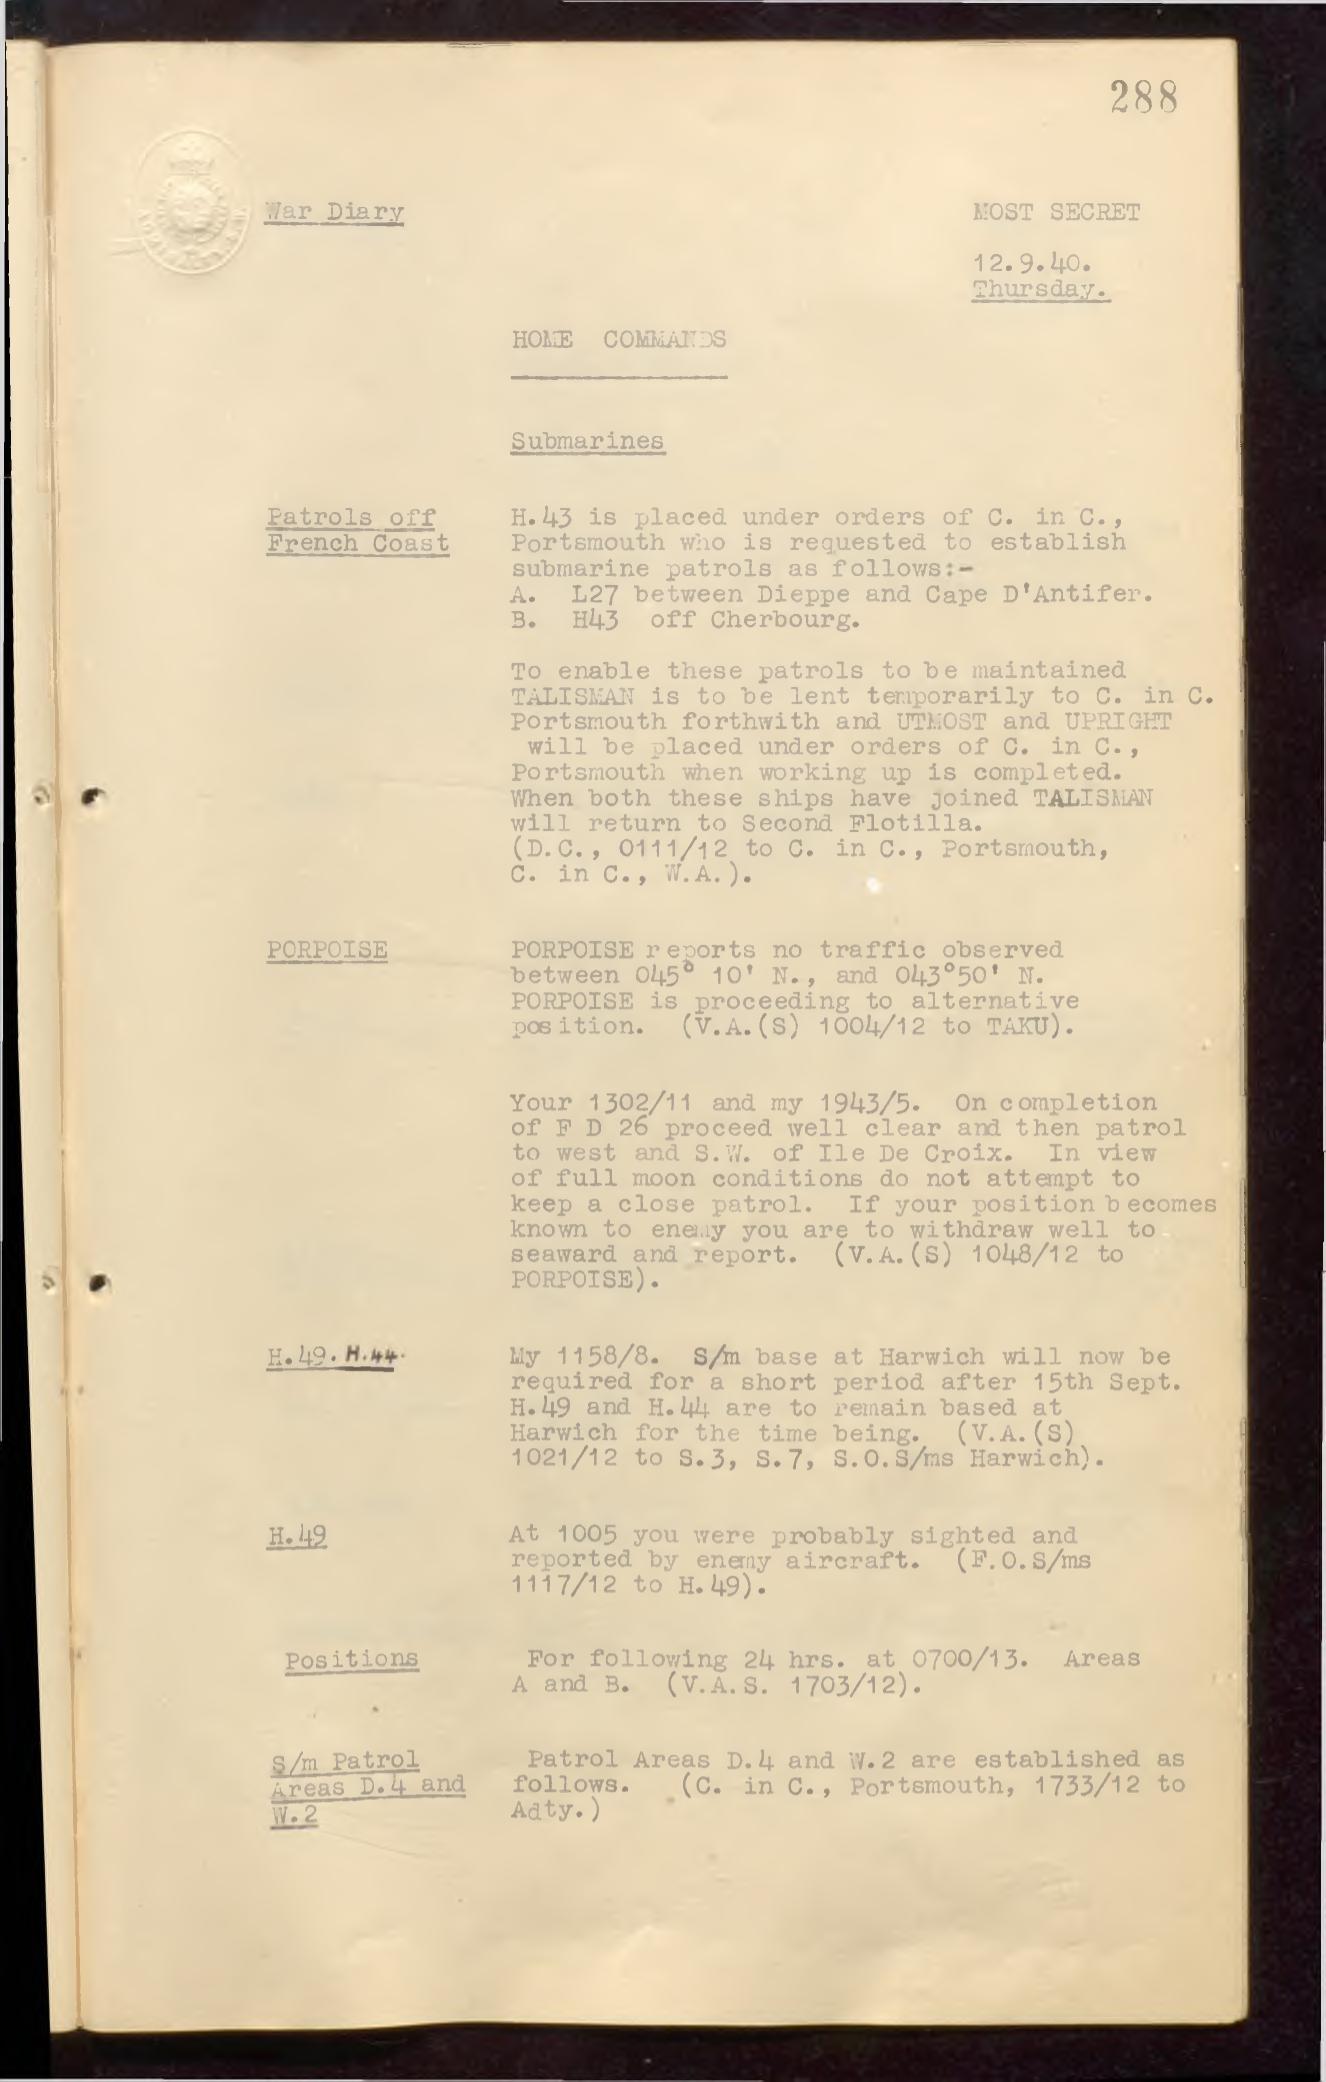 288
War Diary
MOST SECRET
12.9.40.
Thursday.
HOME COMMANDS
Submarines
Patrols off
French Coast
H.43 is placed under orders of C. in C.,
Portsmouth who is requested to establish
submarine patrols as follows:-
A. L27 between Dieppe and Cape D'Antifer.
B. H43 off Cherbourg.
To enable these patrols to be maintained
TALISMAN is to be lent temporarily to C. in C.
Portsmouth forthwith and UTMOST and UPRIGHT
will be placed under orders of C. in C.,
Portsmouth when working up is completed.
When both these ships have joined TALISMAN
will return to Second Flotilla.
(D.C., 0111/12 to C. in C., Portsmouth,
C. in C., W.A.).
PORPOISE
PORPOISE reports no traffic observed
between 045° 10' N., and 043°50' N.
PORPOISE is proceeding to alternative
position. (V.A.(S) 1004/12 to TAKU).
Your 1302/11 and my 1943/5. On completion
of F D 26 proceed well clear and then patrol
to west and S.W. of Ile De Croix. In view
of full moon conditions do not attempt to
keep a close patrol. If your position becomes
known to enemy you are to withdraw well to
seaward and report. (V.A.(S) 1048/12 to
PORPOISE).
H.49. H.44.
My 1158/8. S/m base at Harwich will now be
required for a short period after 15th Sept.
H.49 and H.44 are to remain based at
Harwich for the time being. (V.A.(S)
1021/12 to S.3, S.7, S.O.S/ms Harwich).
H.49
At 1005 you were probably sighted and
reported by enemy aircraft. (F.O.S/ms
1117/12 to H.49).
Positions
For following 24 hrs. at 0700/13. Areas
A and B. (V.A.S. 1703/12).
S/m Patrol
Areas D.4 and
W.2
Patrol Areas D.4 and W.2 are established as
follows. (C. in C., Portsmouth, 1733/12 to
Adty.)